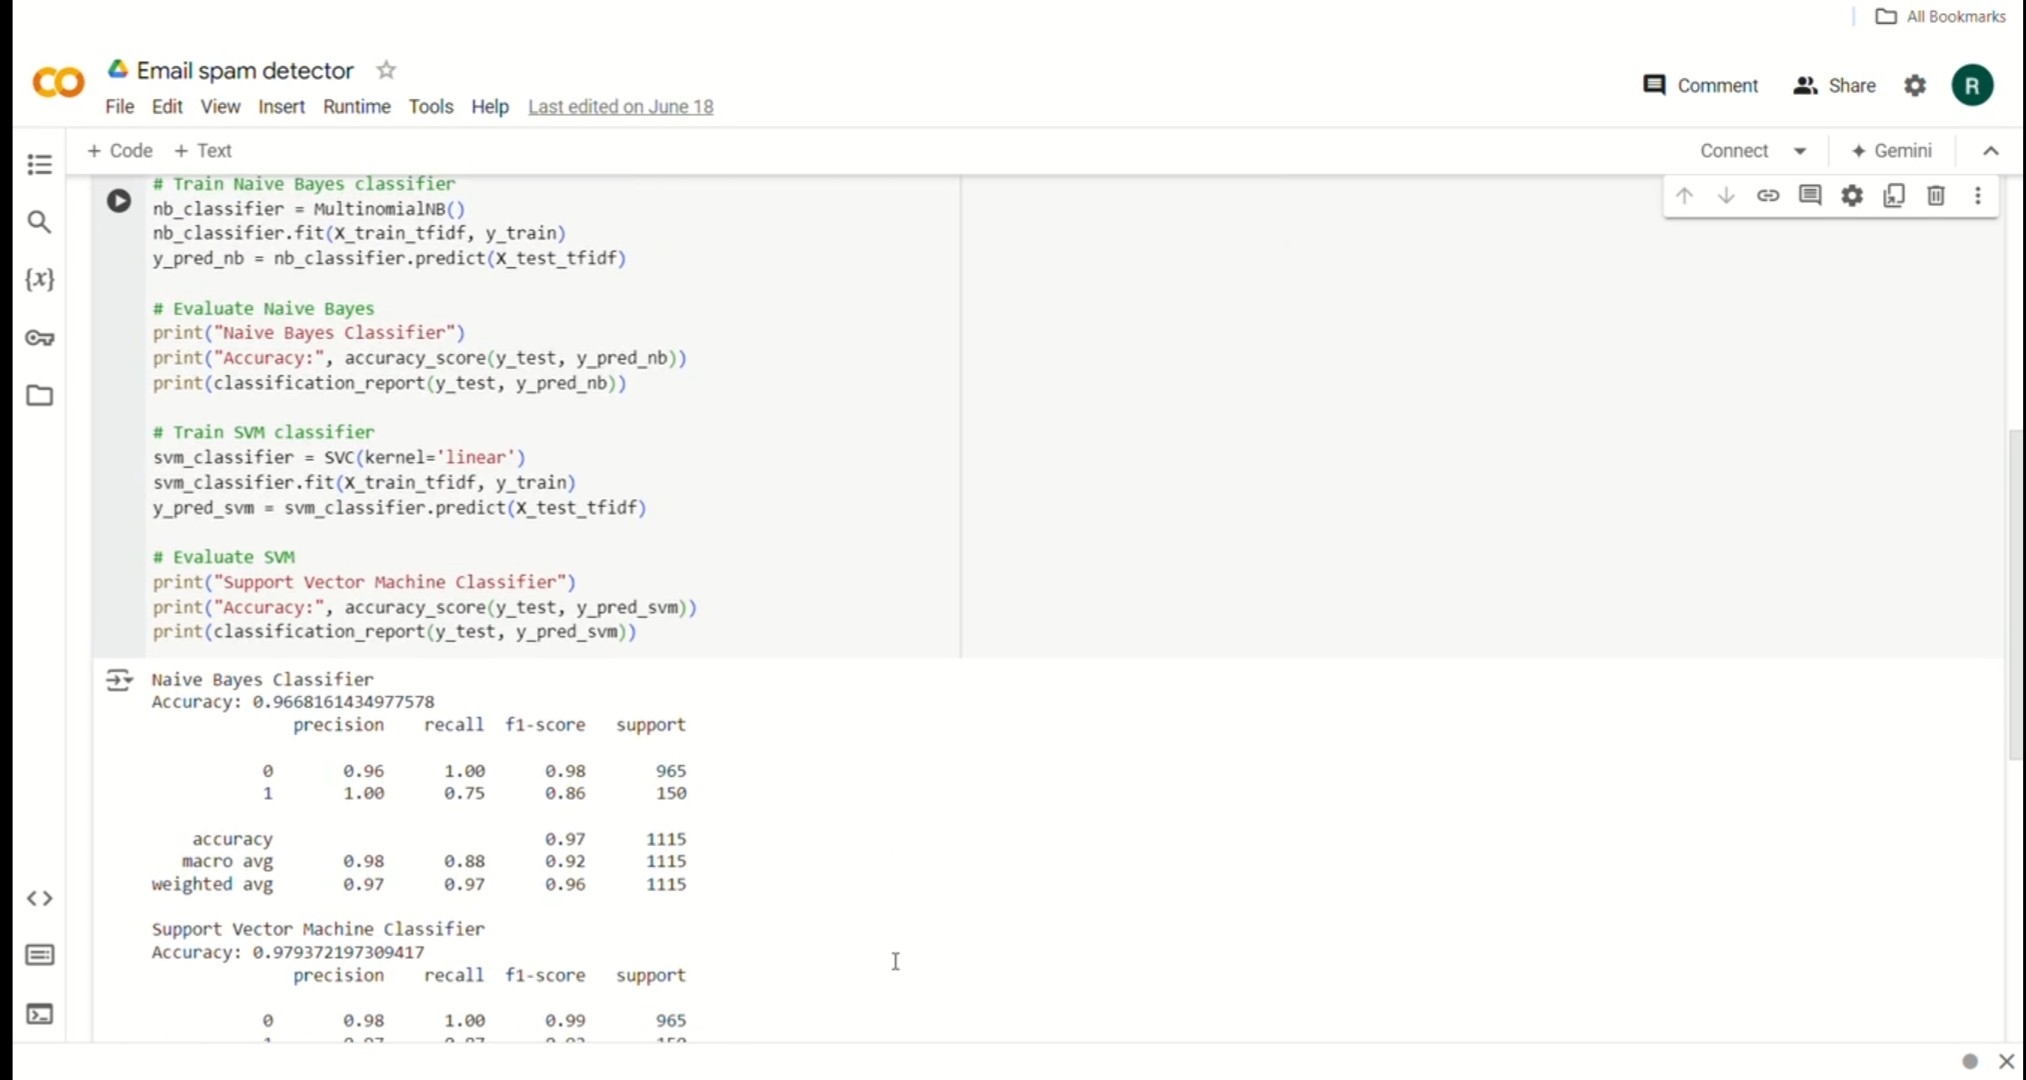 All Bookmarks
Email spam detector
Comment Share R
File Edit View Insert Runtime Tools Help Last edited on June 18
+ Code + Text Connect Gemini
# Train Naive Bayes classifier
nb_classifier = MultinomialNB()
nb_classifier.fit(X_train_tfidf, y_train)
y_pred_nb = nb_classifier.predict(X_test_tfidf)
# Evaluate Naive Bayes
print("Naive Bayes Classifier")
print("Accuracy:", accuracy_score(y_test, y_pred_nb))
print(classification_report(y_test, y_pred_nb))
# Train SVM classifier
svm_classifier = SVC(kernel='linear')
svm_classifier.fit(X_train_tfidf, y_train)
y_pred_svm = svm_classifier.predict(X_test_tfidf)
# Evaluate SVM
print("Support Vector Machine Classifier")
print("Accuracy:", accuracy_score(y_test, y_pred_svm))
print(classification_report(y_test, y_pred_svm))
Naive Bayes Classifier
Accuracy: 0.9668161434977578
precision recall f1-score support
0 0.96 1.00 0.98 965
1 1.00 0.75 0.86 150
accuracy 0.97 1115
macro avg 0.98 0.88 0.92 1115
weighted avg 0.97 0.97 0.96 1115
Support Vector Machine Classifier
Accuracy: 0.979372197309417
precision recall f1-score support
0 0.98 1.00 0.99 965